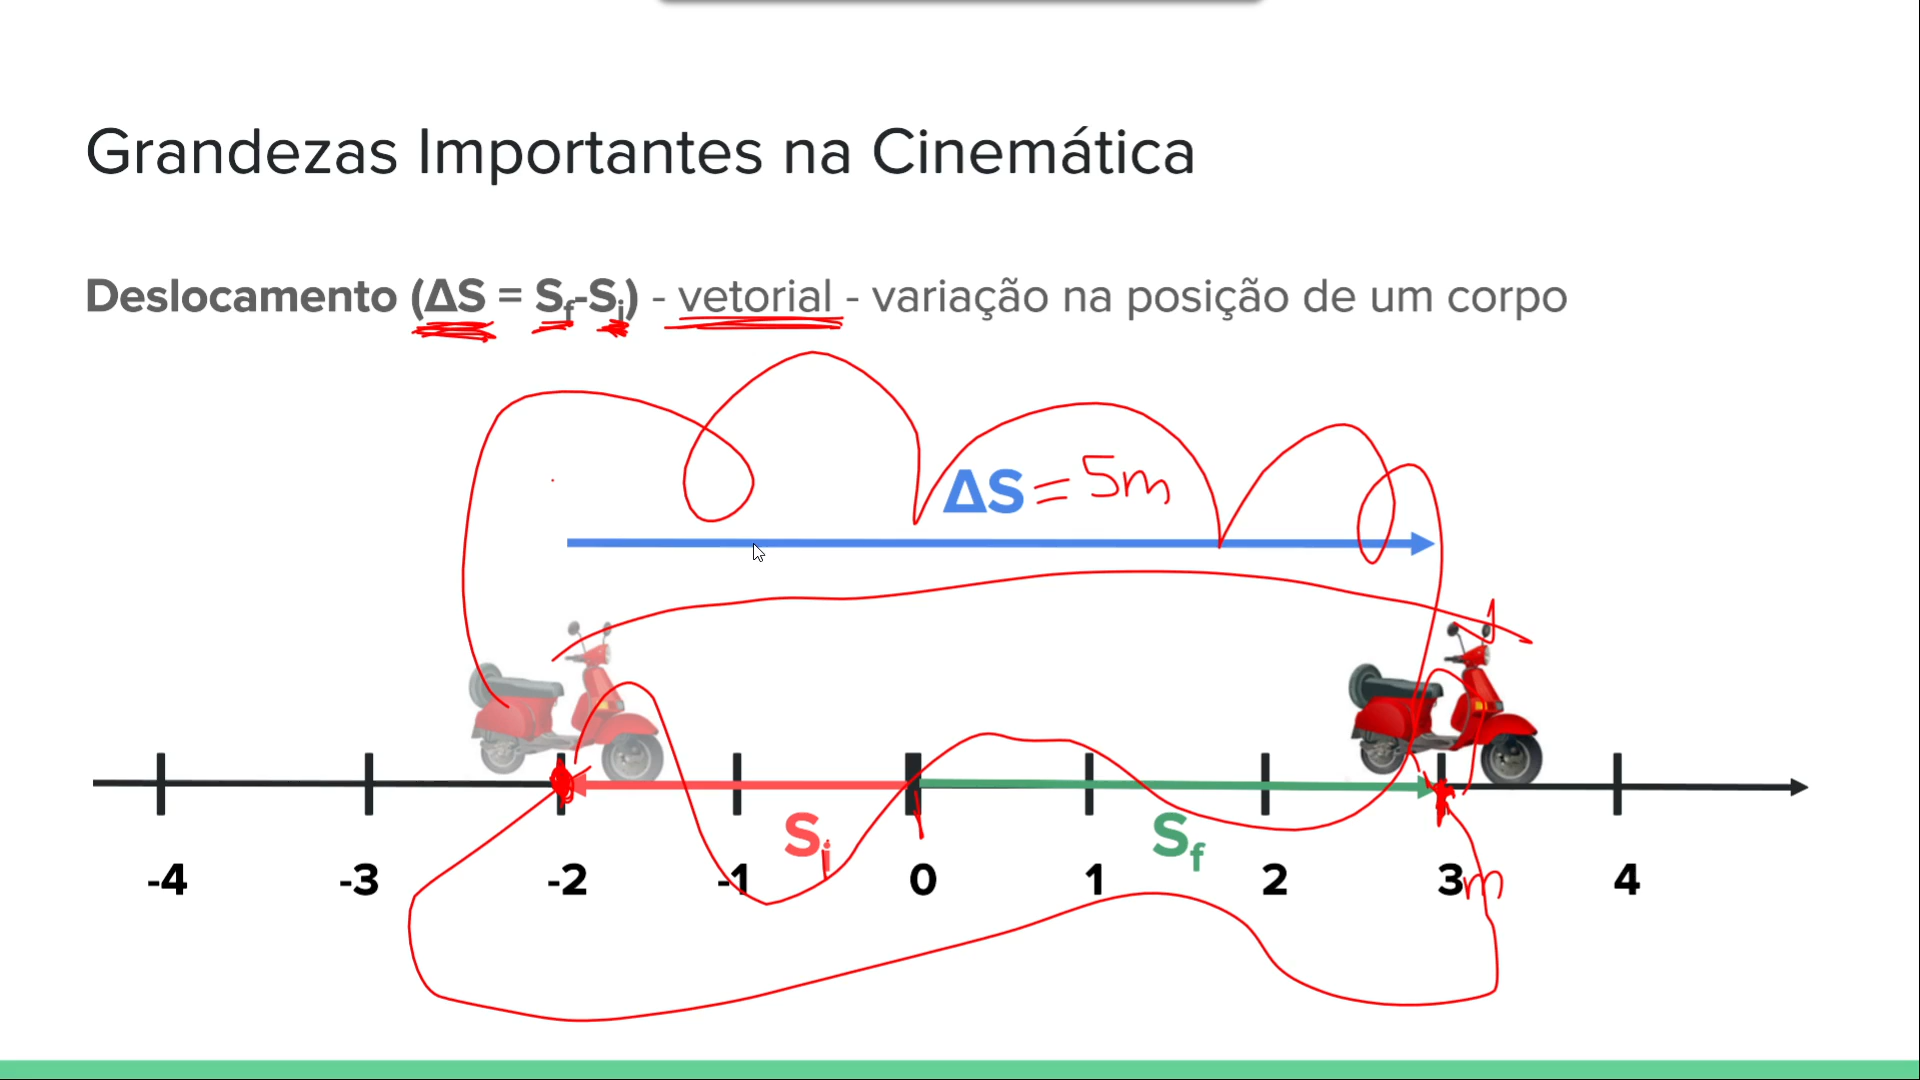 Grandezas Importantes na Cinemática
Deslocamento (ΔS = Sf-Si) - vetorial - variação na posição de um corpo
ΔS = 5m
Si Sf
-4 -3 -2 -1 0 1 2 3m 4